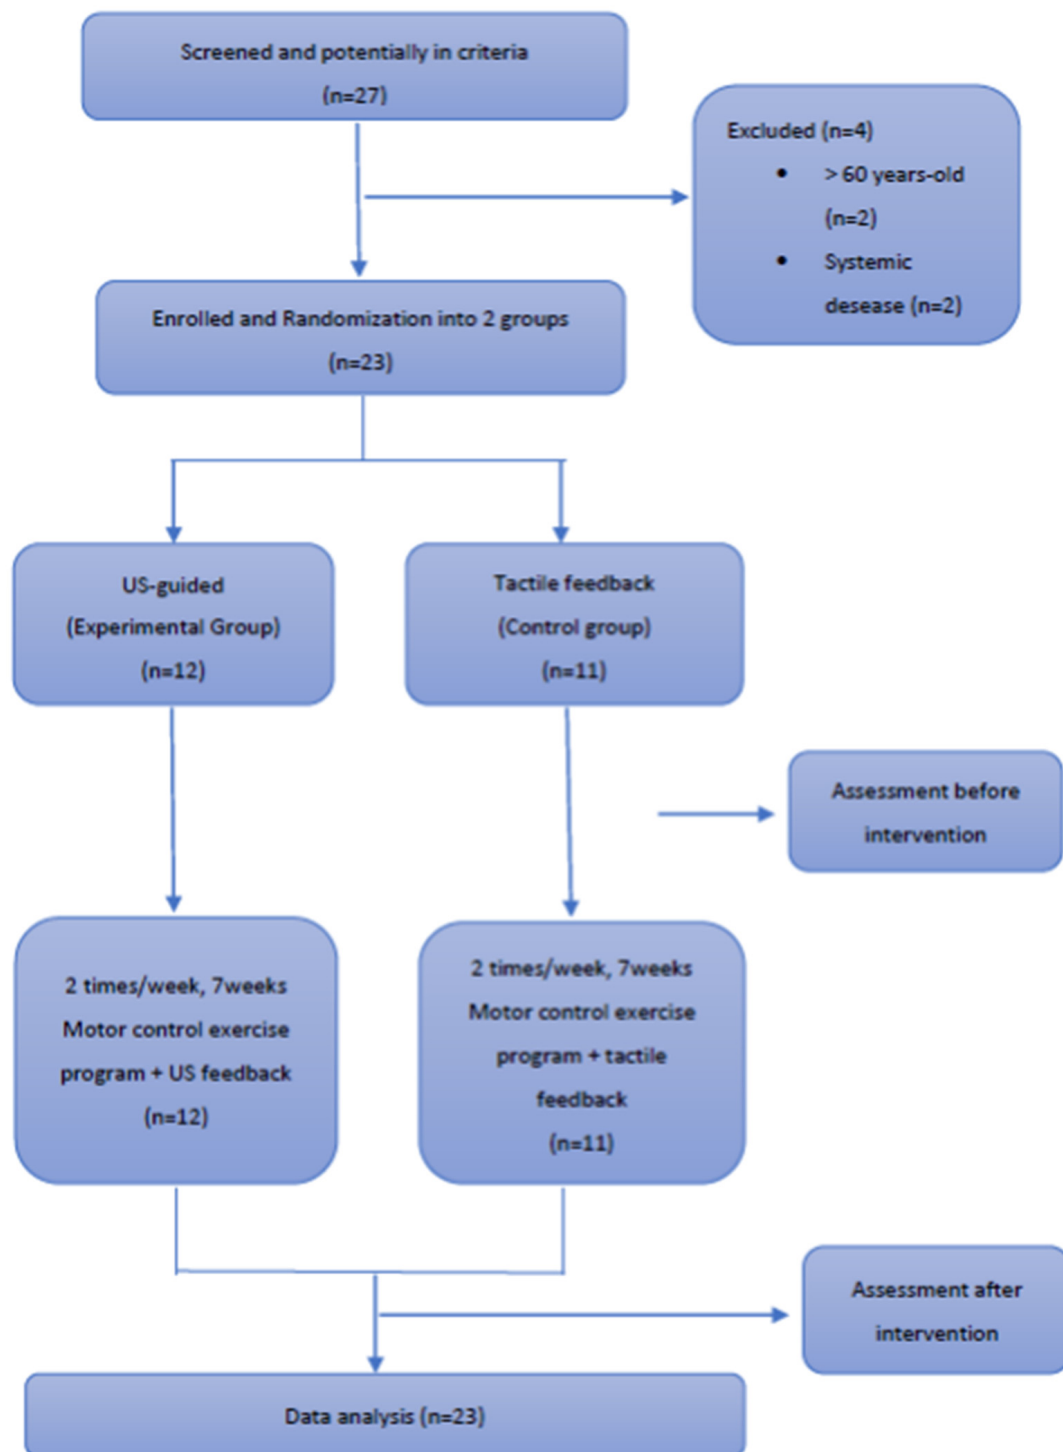 Screened and potentially in criteria
(n=27)
Excluded (n=4)
• > 60 years-old
(n=2)
• Systemic
desease (n=2)
Enrolled and Randomization into 2 groups
(n=23)
US-guided
(Experimental Group)
(n=12)
Tactile feedback
(Control group)
(n=11)
Assessment before
intervention
2 times/week, 7weeks
Motor control exercise
program + US feedback
(n=12)
2 times/week, 7weeks
Motor control exercise
program + tactile
feedback
(n=11)
Assessment after
intervention
Data analysis (n=23)